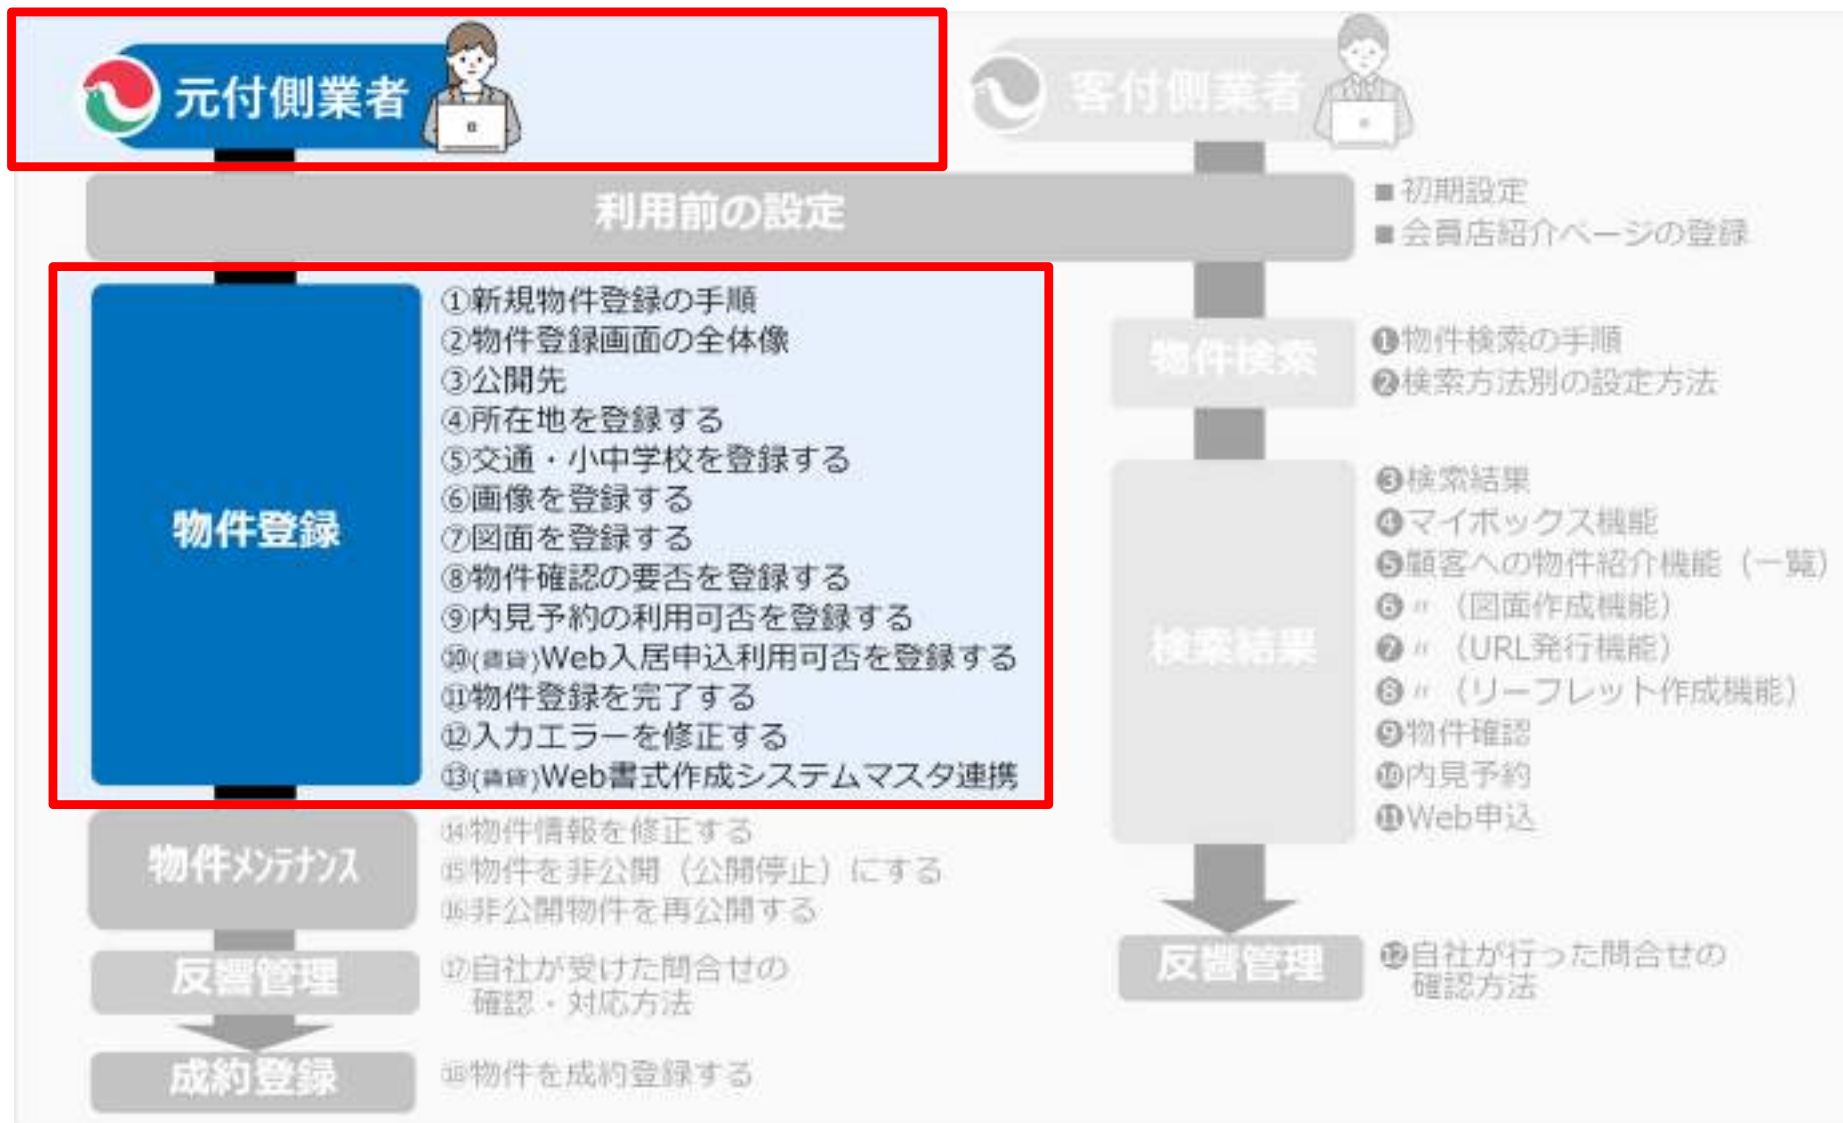 元付側業者
客付側業者
利用前の設定
■初期設定
■会員店紹介ページの登録
物件登録
①新規物件登録の手順
②物件登録画面の全体像
③公開先
④所在地を登録する
⑤交通・小中学校を登録する
⑥画像を登録する
⑦図面を登録する
⑧物件確認の要否を登録する
⑨内見予約の利用可否を登録する
⑩(賃貸)Web入居申込利用可否を登録する
⑪物件登録を完了する
⑫入力エラーを修正する
⑬(賃貸)Web書式作成システムマスタ連携
物件メンテナンス
⑭物件情報を修正する
⑮物件を非公開（公開停止）にする
⑯非公開物件を再公開する
反響管理
⑰自社が受けた問合せの
確認・対応方法
成約登録
⑱物件を成約登録する
物件検索
❶物件検索の手順
❷検索方法別の設定方法
検索結果
❸検索結果
❹マイボックス機能
❺顧客への物件紹介機能（一覧）
❻〃（図面作成機能）
❼〃（URL発行機能）
❽〃（リーフレット作成機能）
❾物件確認
❿内見予約
⓫Web申込
反響管理
⓬自社が行った問合せの
確認方法